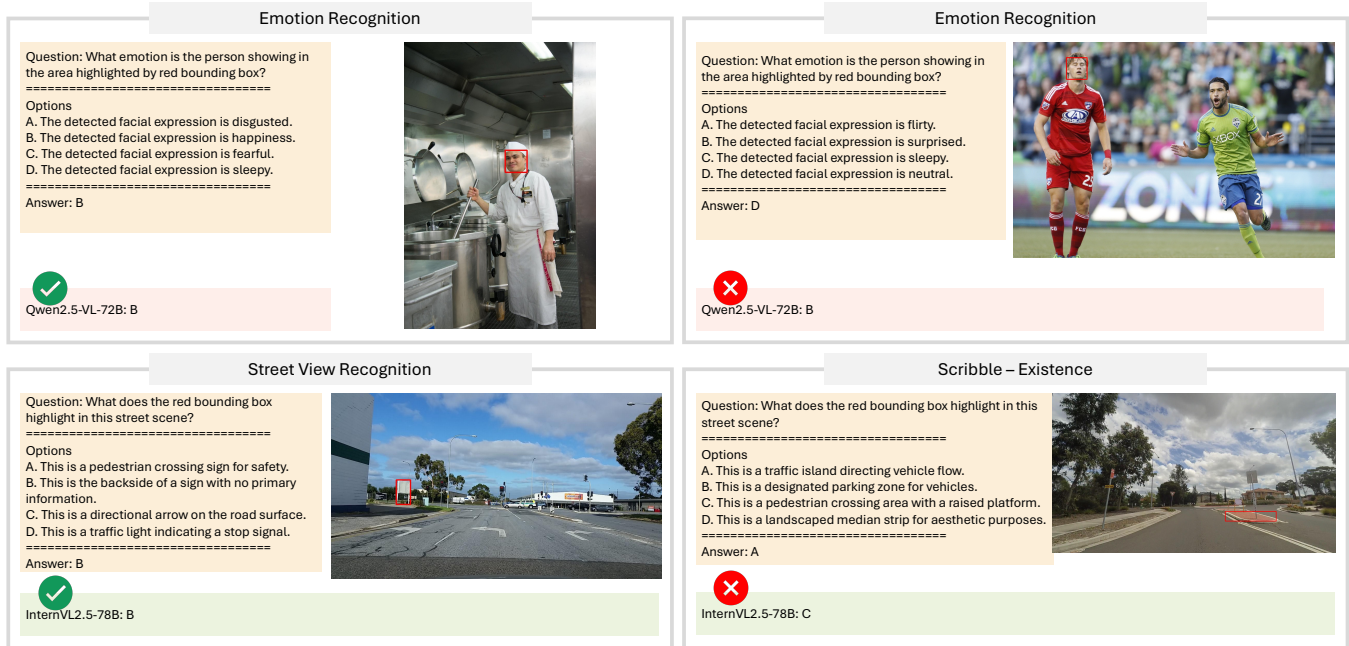 Emotion Recognition
Question: What emotion is the person showing in
the area highlighted by red bounding box?
==================================
Options
A. The detected facial expression is disgusted.
B. The detected facial expression is happiness.
C. The detected facial expression is fearful.
D. The detected facial expression is sleepy.
==================================
Answer: B
Qwen2.5-VL-72B: B
Emotion Recognition
Question: What emotion is the person showing in
the area highlighted by red bounding box?
==================================
Options
A. The detected facial expression is flirty.
B. The detected facial expression is surprised.
C. The detected facial expression is sleepy.
D. The detected facial expression is neutral.
==================================
Answer: D
XBOX
ZONE
Qwen2.5-VL-72B: B
Street View Recognition
Question: What does the red bounding box
highlight in this street scene?
==================================
Options
A. This is a pedestrian crossing sign for safety.
B. This is the backside of a sign with no primary
information.
C. This is a directional arrow on the road surface.
D. This is a traffic light indicating a stop signal.
==================================
Answer: B
InternVL2.5-78B: B
Scribble – Existence
Question: What does the red bounding box highlight in this
street scene?
==================================
Options
A. This is a traffic island directing vehicle flow.
B. This is a designated parking zone for vehicles.
C. This is a pedestrian crossing area with a raised platform.
D. This is a landscaped median strip for aesthetic purposes.
==================================
Answer: A
InternVL2.5-78B: C